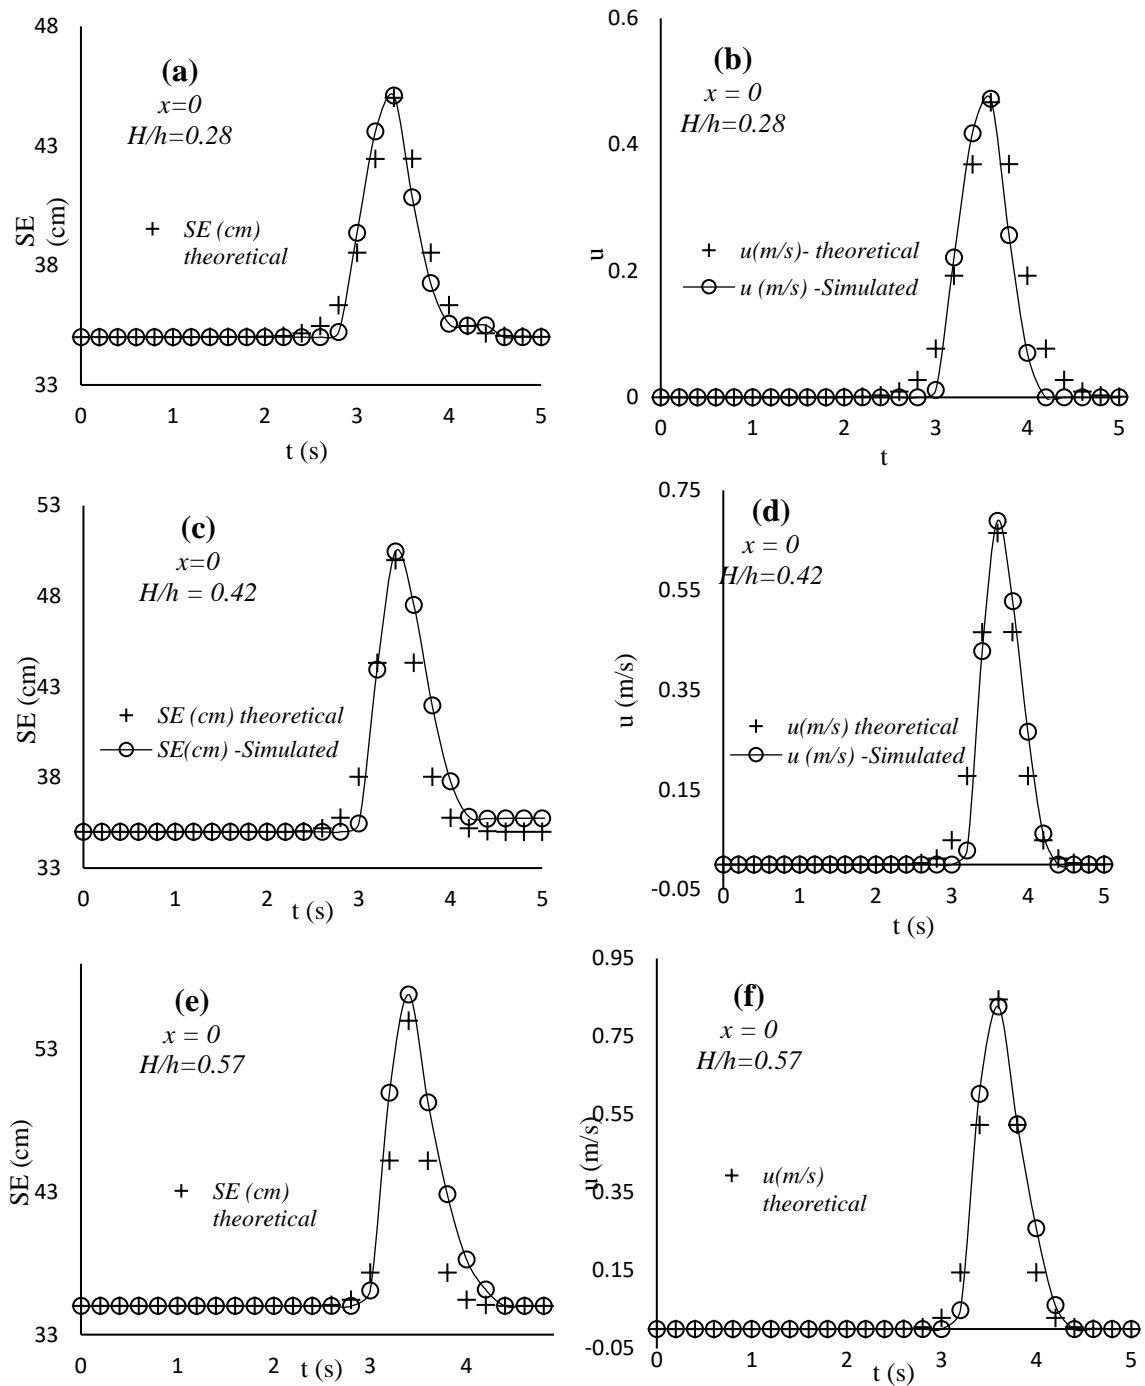 48
43
38
33
SE
(cm)
(a)
x=0
H/h=0.28
SE (cm)
theoretical
0 1 2 3 4 5
t (s)
0.6
0.4
0.2
0
u
(b)
x = 0
H/h=0.28
u(m/s)- theoretical
u (m/s) -Simulated
0 1 2 3 4 5
t
53
48
43
38
33
SE (cm)
(c)
x=0
H/h = 0.42
SE (cm) theoretical
SE(cm) -Simulated
0 1 2 3 4 5
t (s)
0.75
0.55
0.35
0.15
-0.05
u (m/s)
(d)
x = 0
H/h=0.42
u(m/s) theoretical
u (m/s) -Simulated
0 1 2 3 4 5
t (s)
53
43
33
SE (cm)
(e)
x = 0
H/h=0.57
SE (cm)
theoretical
0 1 2 3 4
t (s)
0.95
0.75
0.55
0.35
0.15
-0.05
u (m/s)
(f)
x = 0
H/h=0.57
u(m/s)
theoretical
0 1 2 3 4 5
t (s)